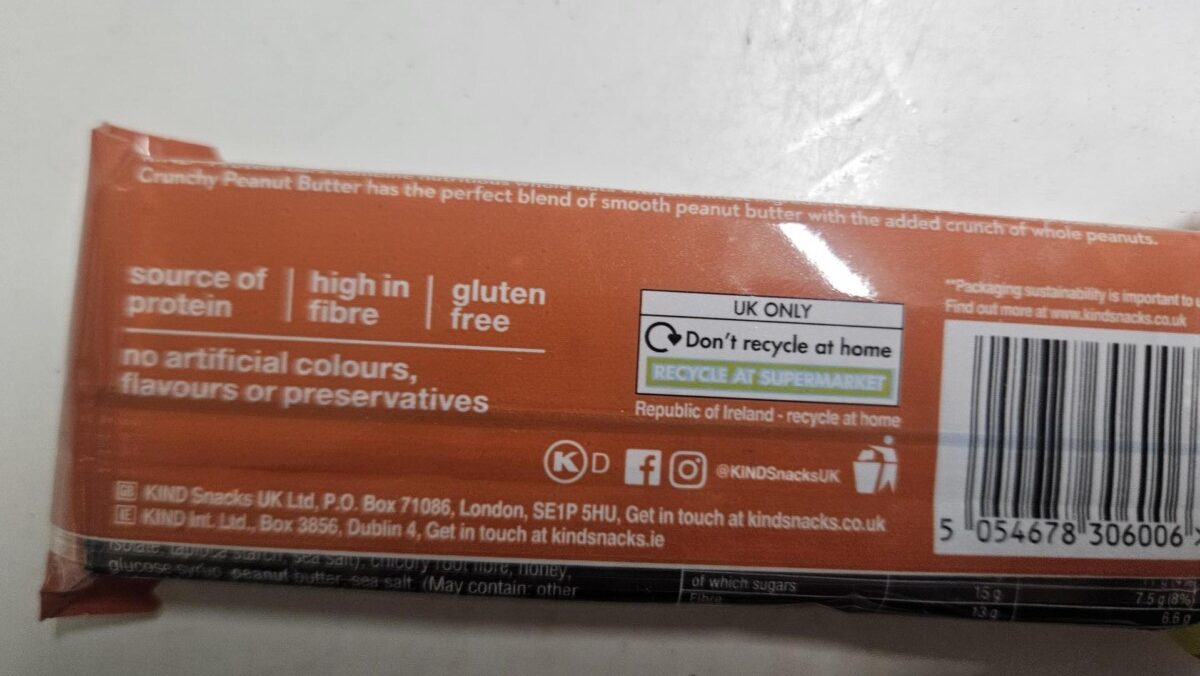 Crunchy Peanut Butter has the perfect blend of smooth peanut butter with the added crunch of whole peanuts.
source of
protein
high in
fibre
gluten
free
no artificial colours,
flavours or preservatives
UK ONLY
Don't recycle at home
RECYCLE AT SUPERMARKET
Republic of Ireland - recycle at home
K D
@KINDSnacksUK
GB KIND Snacks UK Ltd, P.O. Box 71086, London, SE1P 5HU, Get in touch at kindsnacks.co.uk
IE KIND Int. Ltd., Box 3856, Dublin 4, Get in touch at kindsnacks.ie
**Packaging sustainability is important to
Find out more at www.kindsnacks.co.uk
5 054678 306006 >
sea salt), chicory root fibre, honey,
glucose syrup, peanut butter, sea salt (May contain: other
of which sugars 15 g 7.5 g (8%)
Fibre 13 g 6.6 g